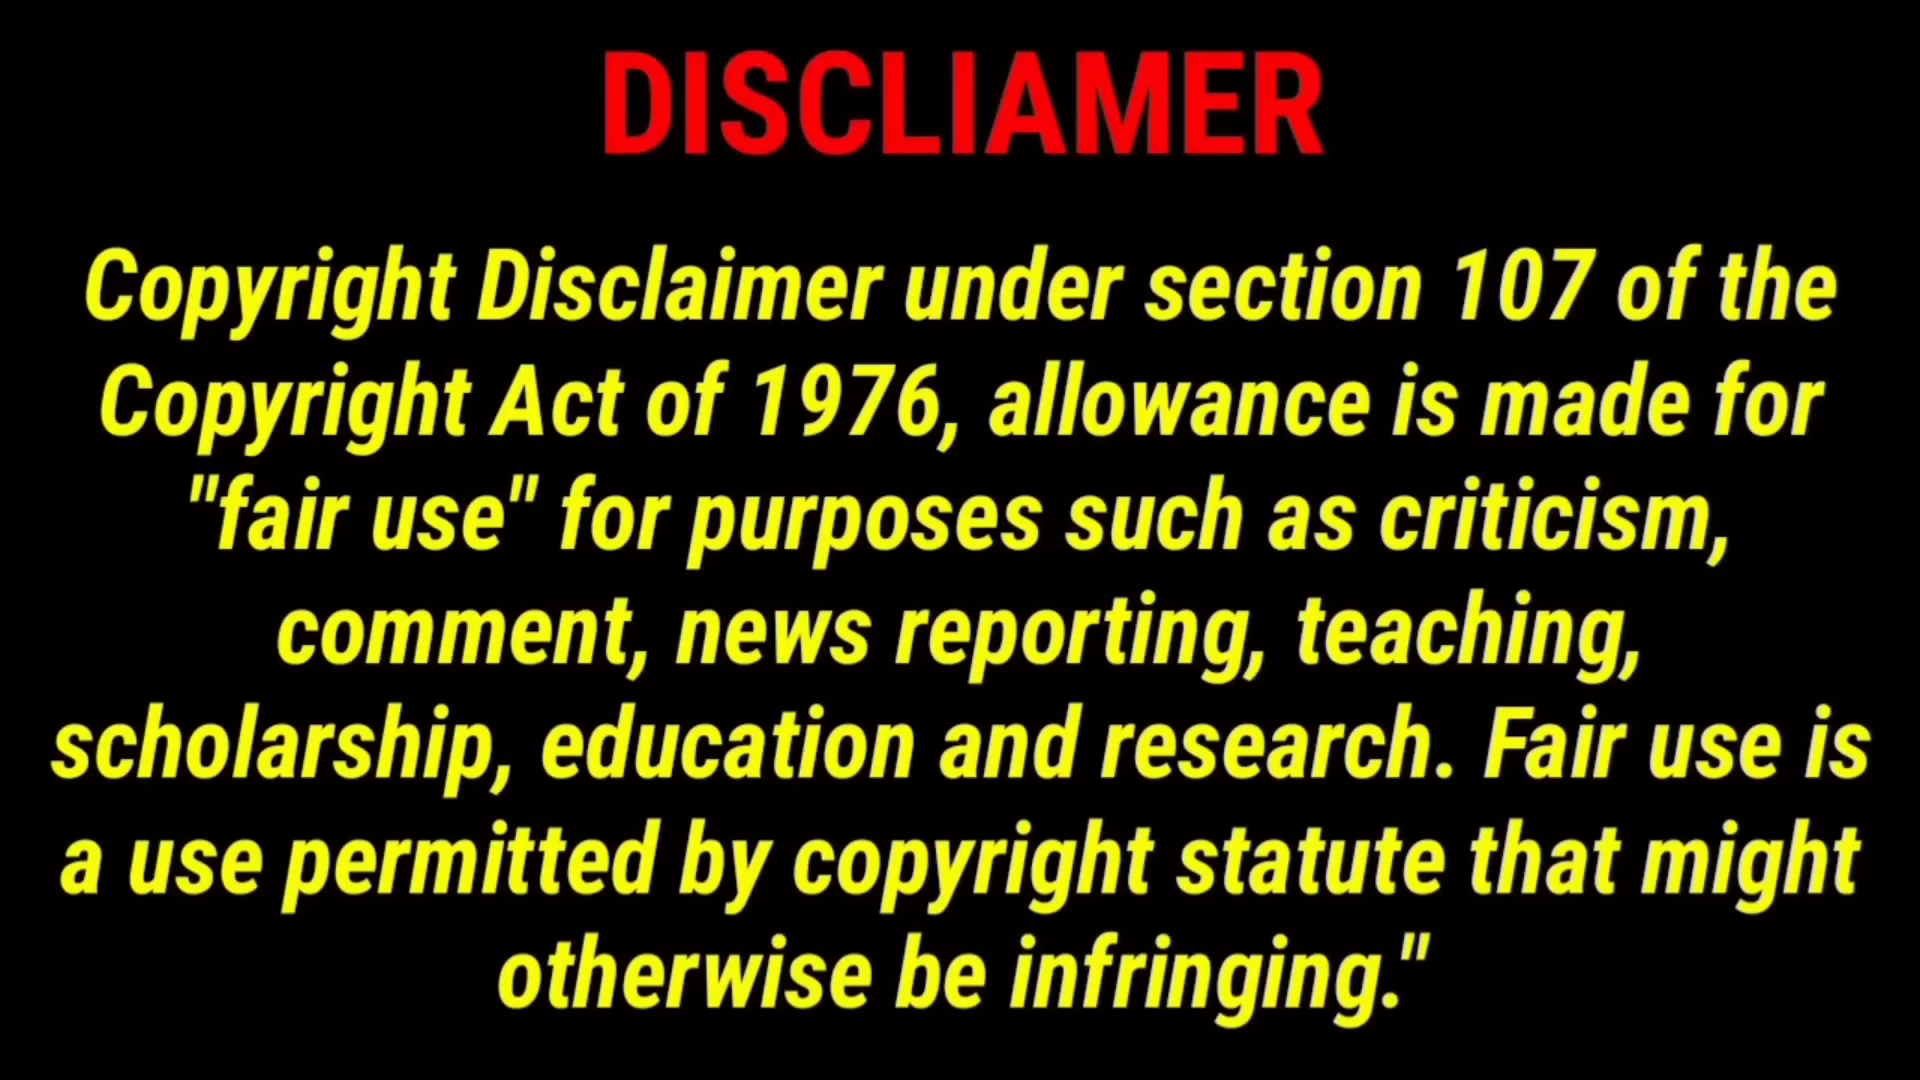 DISCLIAMER
Copyright Disclaimer under section 107 of the
Copyright Act of 1976, allowance is made for
"fair use" for purposes such as criticism,
comment, news reporting, teaching,
scholarship, education and research. Fair use is
a use permitted by copyright statute that might
otherwise be infringing."